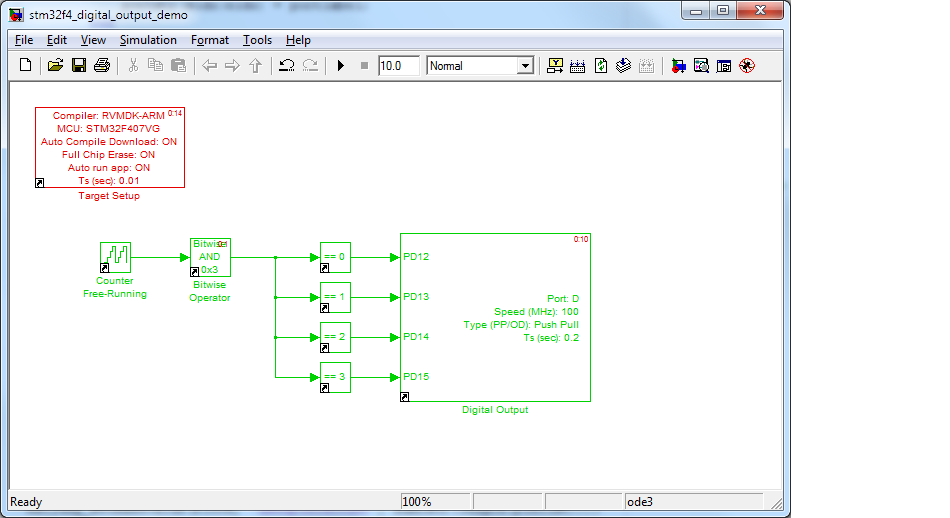 stm32f4_digital_output_demo
File Edit View Simulation Format Tools Help
10.0 Normal
Compiler: RVMDK-ARM 0:14
MCU: STM32F407VG
Auto Compile Download: ON
Full Chip Erase: ON
Auto run app: ON
Ts (sec): 0.01
Target Setup
Counter
Free-Running
Bitwise
AND
0x3
Bitwise
Operator
== 0
== 1
== 2
== 3
0:10
PD12
PD13
PD14
PD15
Port: D
Speed (MHz): 100
Type (PP/OD): Push Pull
Ts (sec): 0.2
Digital Output
Ready 100% ode3